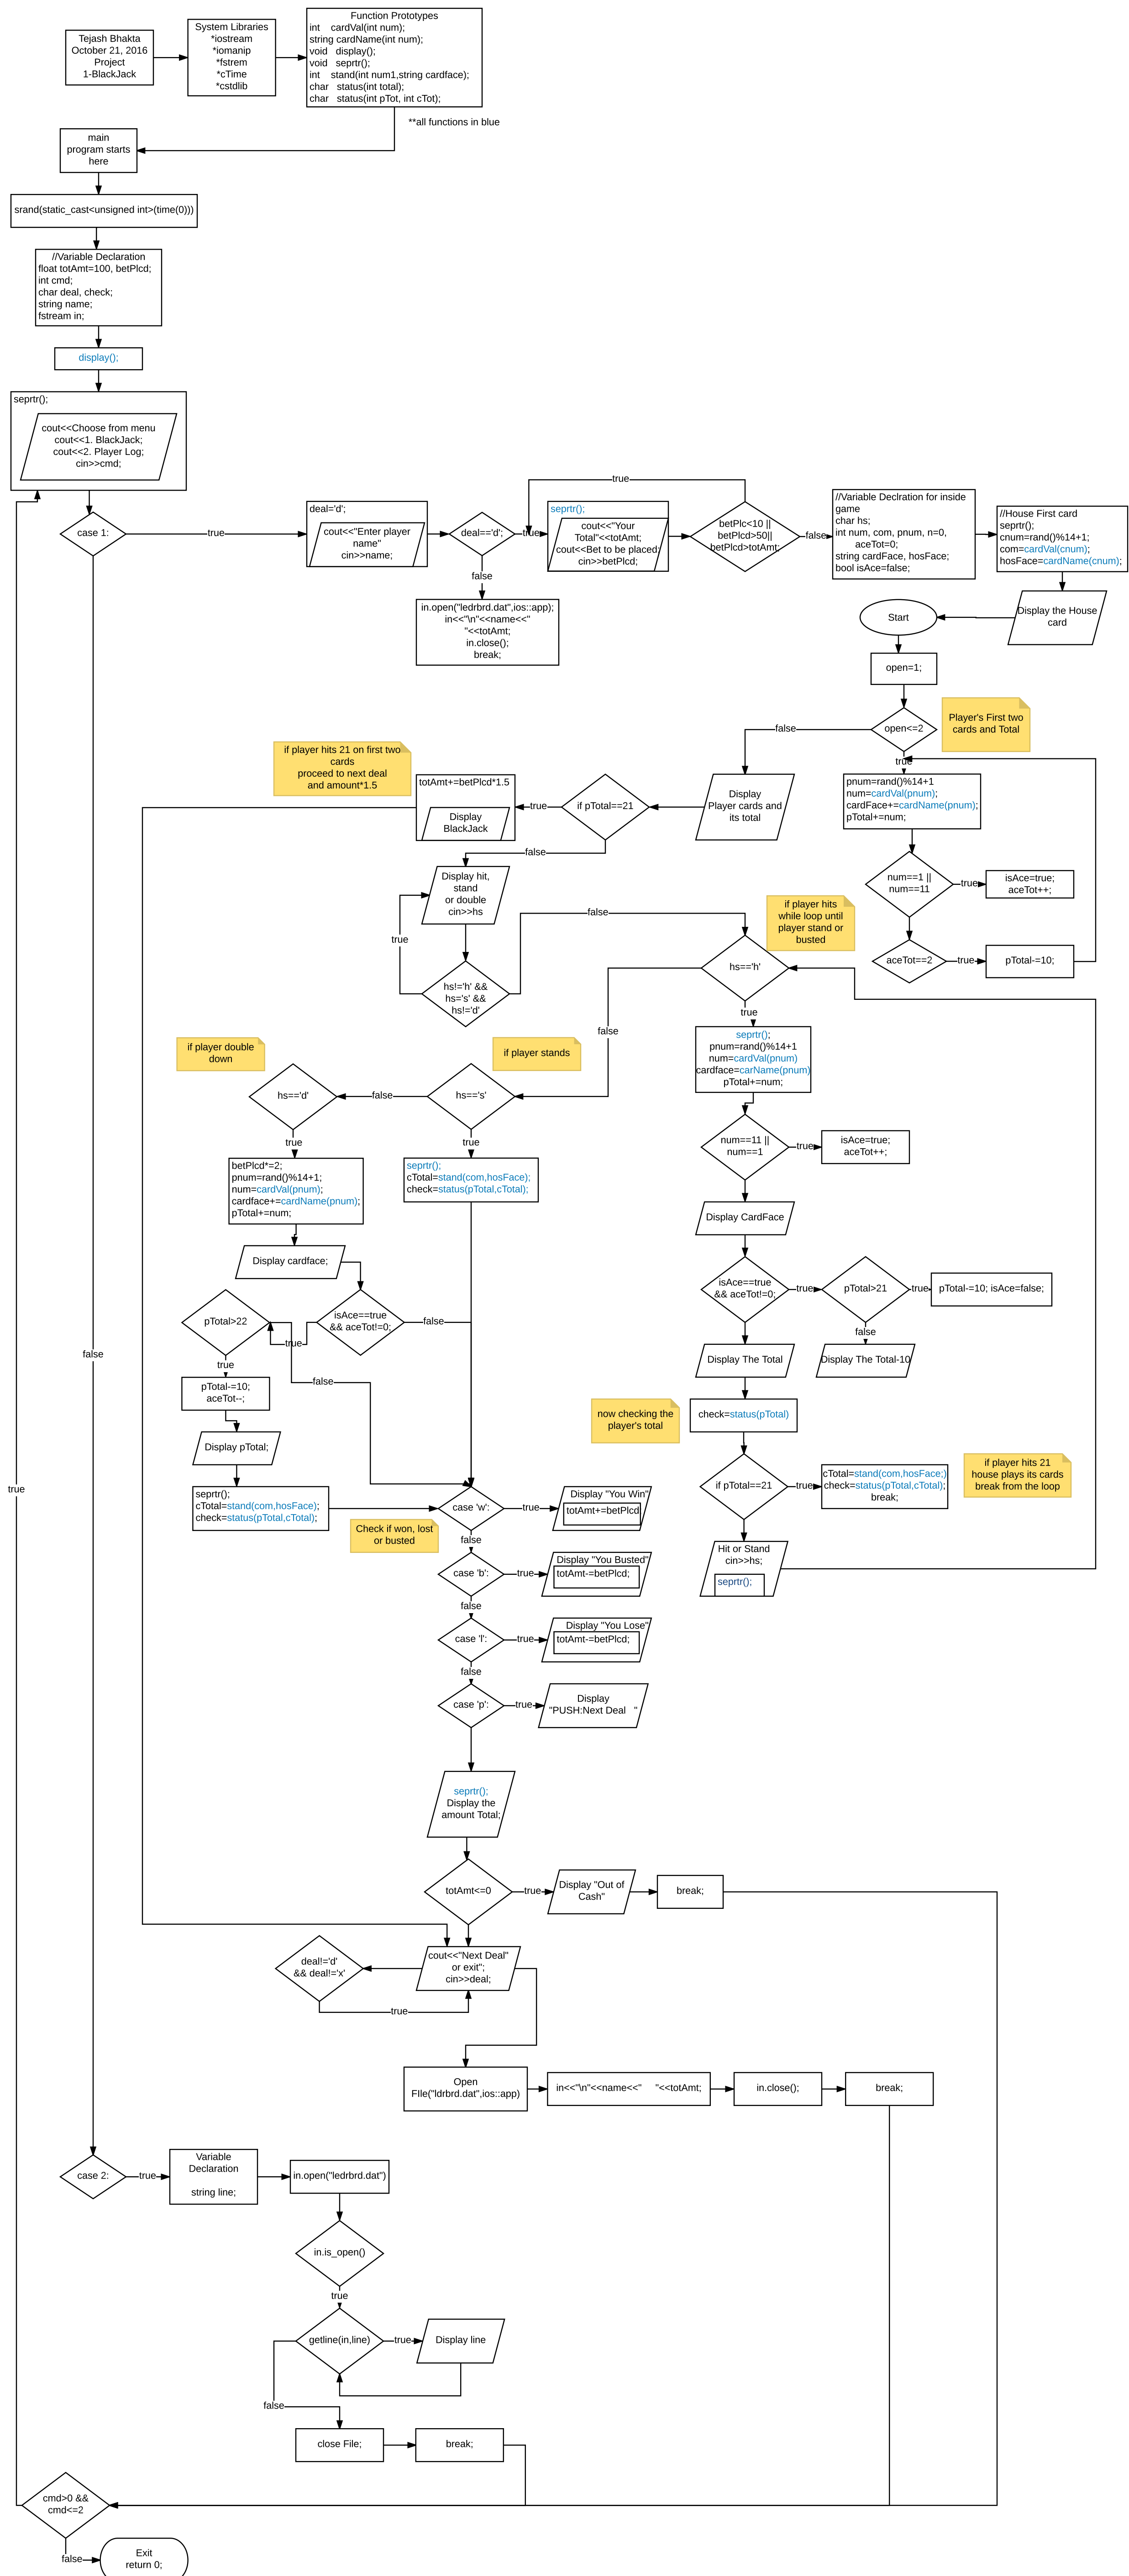 Tejash Bhakta
October 21, 2016
Project
1-BlackJack
System Libraries
*iostream
*iomanip
*fstrem
*cTime
*cstdlib
Function Prototypes
int    cardVal(int num);
string cardName(int num);
void   display();
void   seprtr();
int    stand(int num1,string cardface);
char   status(int total);
char   status(int pTot, int cTot);
**all functions in blue
main
program starts
here
srand(static_cast<unsigned int>(time(0)))
//Variable Declaration
float totAmt=100, betPlcd;
int cmd;
char deal, check;
string name;
fstream in;
display();
seprtr();
cout<<Choose from menu
cout<<1. BlackJack;
cout<<2. Player Log;
cin>>cmd;
case 1:
true
deal='d';
cout<<"Enter player
name"
cin>>name;
deal=='d';
true
false
in.open("ledrbrd.dat",ios::app);
in<<"\n"<<name<<"
"<<totAmt;
in.close();
break;
seprtr();
cout<<"Your
Total"<<totAmt;
cout<<Bet to be placed
cin>>betPlcd;
true
betPlc<10 ||
betPlcd>50||
betPlcd>totAmt;
false
//Variable Declration for inside
game
char hs;
int num, com, pnum, n=0,
aceTot=0;
string cardFace, hosFace;
bool isAce=false;
//House First card
seprtr();
cnum=rand()%14+1;
com=cardVal(cnum);
hosFace=cardName(cnum);
Display the House
card
Start
open=1;
open<=2
Player's First two
cards and Total
false
true
pnum=rand()%14+1
num=cardVal(pnum);
cardFace+=cardName(pnum);
pTotal+=num;
num==1 ||
num==11
true
isAce=true;
aceTot++;
aceTot==2
true
pTotal-=10;
Display
Player cards and
its total
if pTotal==21
true
false
totAmt+=betPlcd*1.5
Display
BlackJack
if player hits 21 on first two
cards
proceed to next deal
and amount*1.5
Display hit,
stand
or double
cin>>hs
true
hs!='h' &&
hs='s' &&
hs!='d'
false
if player hits
while loop until
player stand or
busted
hs=='h'
false
true
seprtr();
pnum=rand()%14+1
num=cardVal(pnum)
cardface=carName(pnum)
pTotal+=num;
num==11 ||
num==1
true
isAce=true;
aceTot++;
Display CardFace
isAce==true
&& aceTot!=0;
true
pTotal>21
true
pTotal-=10; isAce=false;
false
Display The Total-10
Display The Total
now checking the
player's total
check=status(pTotal)
if pTotal==21
true
cTotal=stand(com,hosFace;)
check=status(pTotal,cTotal);
break;
if player hits 21
house plays its cards
break from the loop
Hit or Stand
cin>>hs;
seprtr();
if player double
down
if player stands
hs=='d'
false
hs=='s'
true
true
betPlcd*=2;
pnum=rand()%14+1;
num=cardVal(pnum);
cardface+=cardName(pnum);
pTotal+=num;
seprtr();
cTotal=stand(com,hosFace);
check=status(pTotal,cTotal);
Display cardface;
pTotal>22
true
isAce==true
&& aceTot!=0;
false
true
false
pTotal-=10;
aceTot--;
Display pTotal;
seprtr();
cTotal=stand(com,hosFace);
check=status(pTotal,cTotal);
Check if won, lost
or busted
case 'w':
true
Display "You Win"
totAmt+=betPlcd
false
case 'b':
true
Display "You Busted"
totAmt-=betPlcd;
false
case 'l':
true
Display "You Lose"
totAmt-=betPlcd;
false
case 'p':
true
Display
"PUSH:Next Deal   "
seprtr();
Display the
amount Total;
totAmt<=0
true
Display "Out of
Cash"
break;
deal!='d'
&& deal!='x'
true
cout<<"Next Deal"
or exit";
cin>>deal;
Open
FIle("ldrbrd.dat",ios::app)
in<<"\n"<<name<<"     "<<totAmt;
in.close();
break;
false
true
case 2:
true
Variable
Declaration
string line;
in.open("ledrbrd.dat")
in.is_open()
true
getline(in,line)
true
Display line
false
close File;
break;
cmd>0 &&
cmd<=2
false
Exit
return 0;